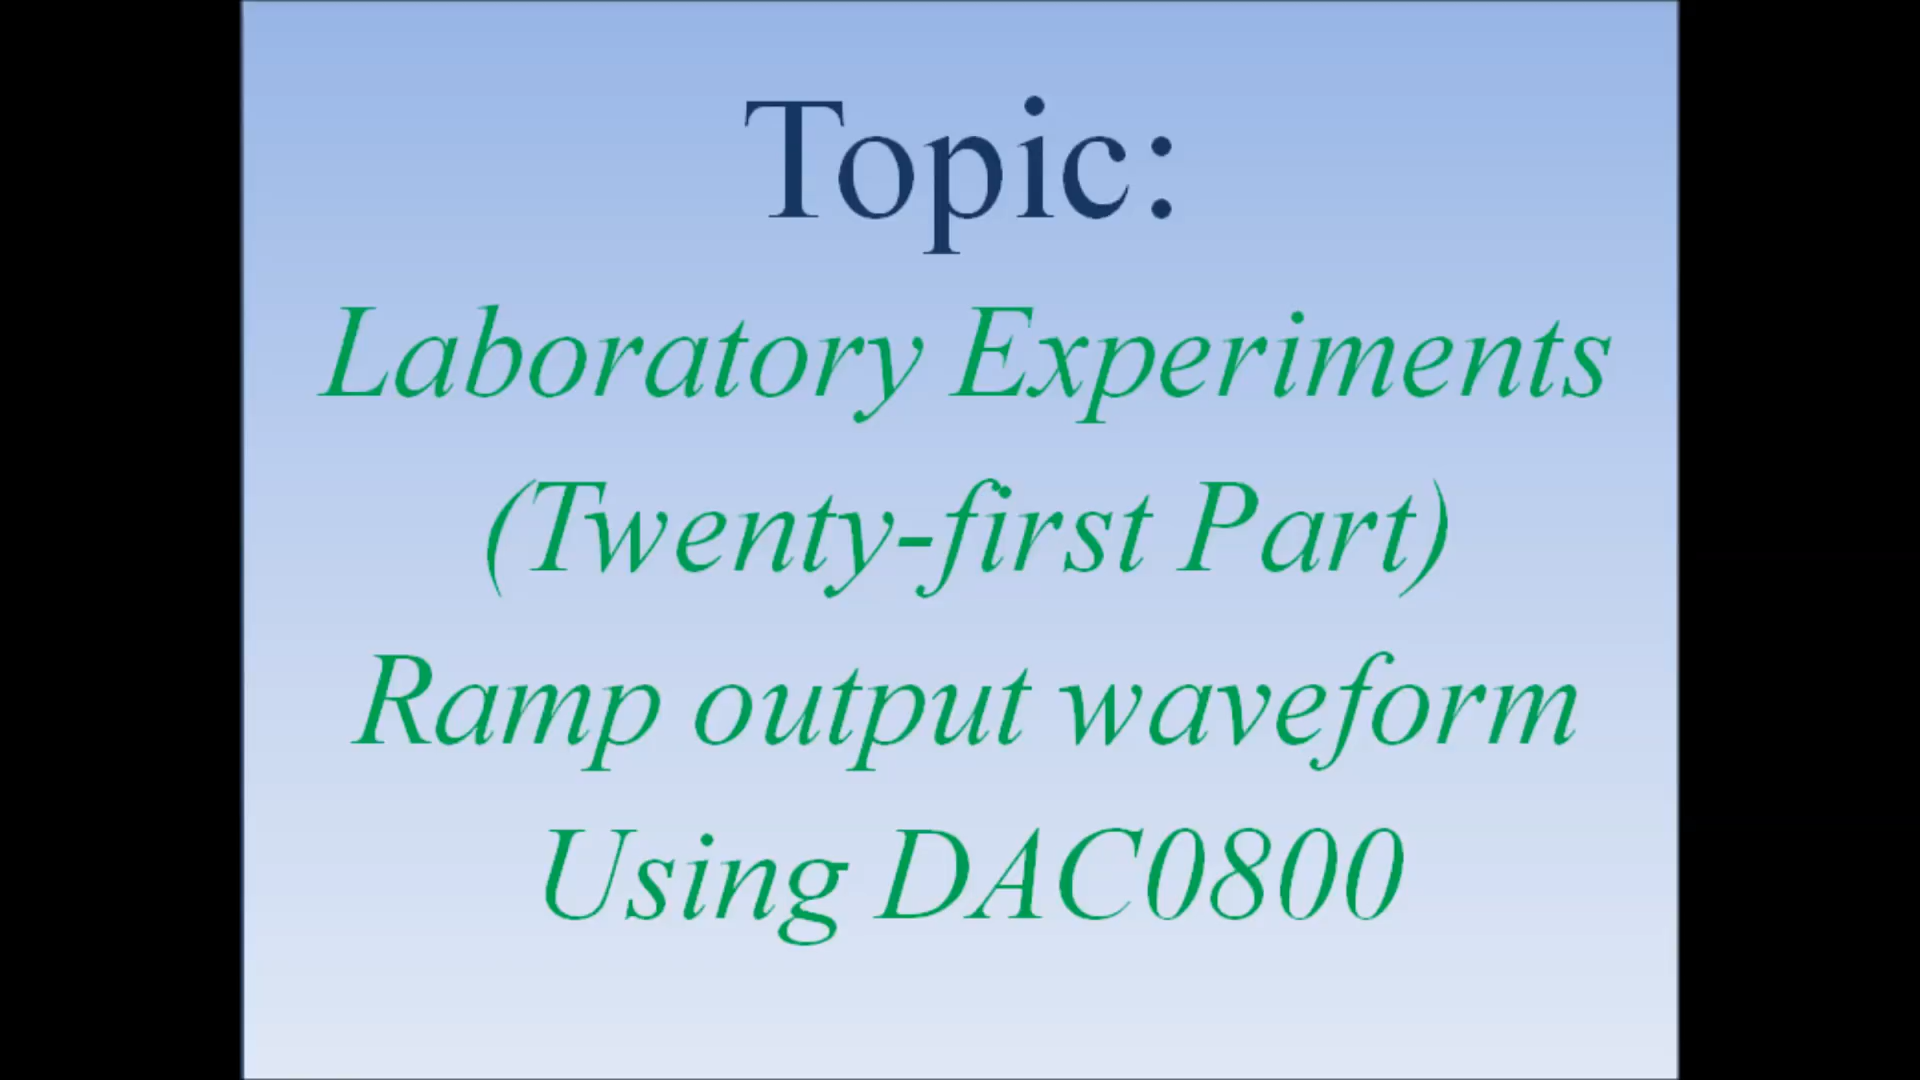 Topic:
Laboratory Experiments
(Twenty-first Part)
Ramp output waveform
Using DAC0800